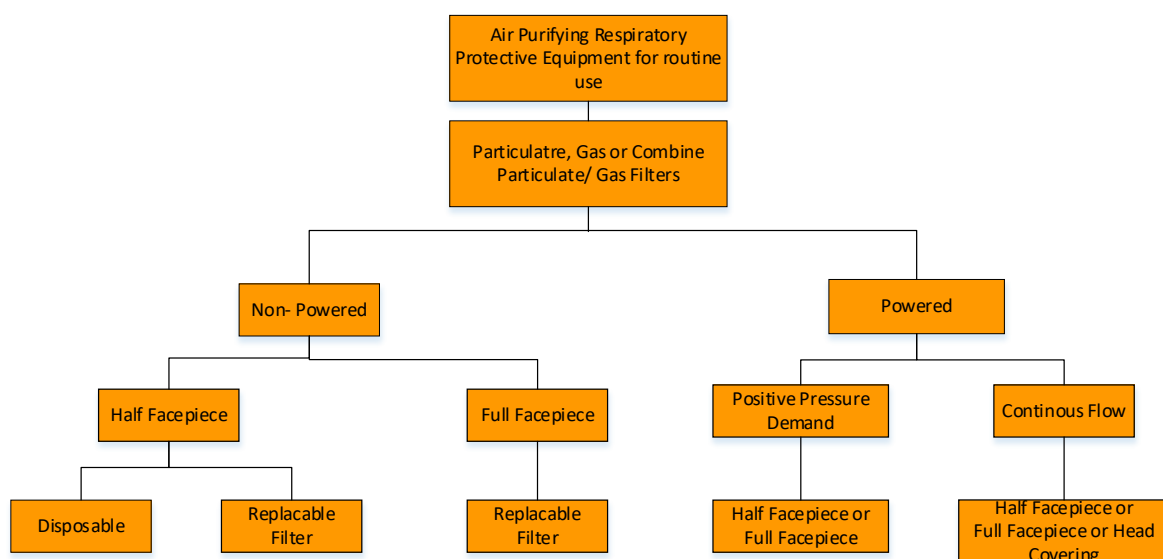 Air Purifying Respiratory
Protective Equipment for routine
use
Particulatre, Gas or Combine
Particulate/ Gas Filters
Non- Powered
Powered
Half Facepiece
Full Facepiece
Positive Pressure
Demand
Continous Flow
Disposable
Replacable
Filter
Replacable
Filter
Half Facepiece or
Full Facepiece
Half Facepiece or
Full Facepiece or Head
Covering